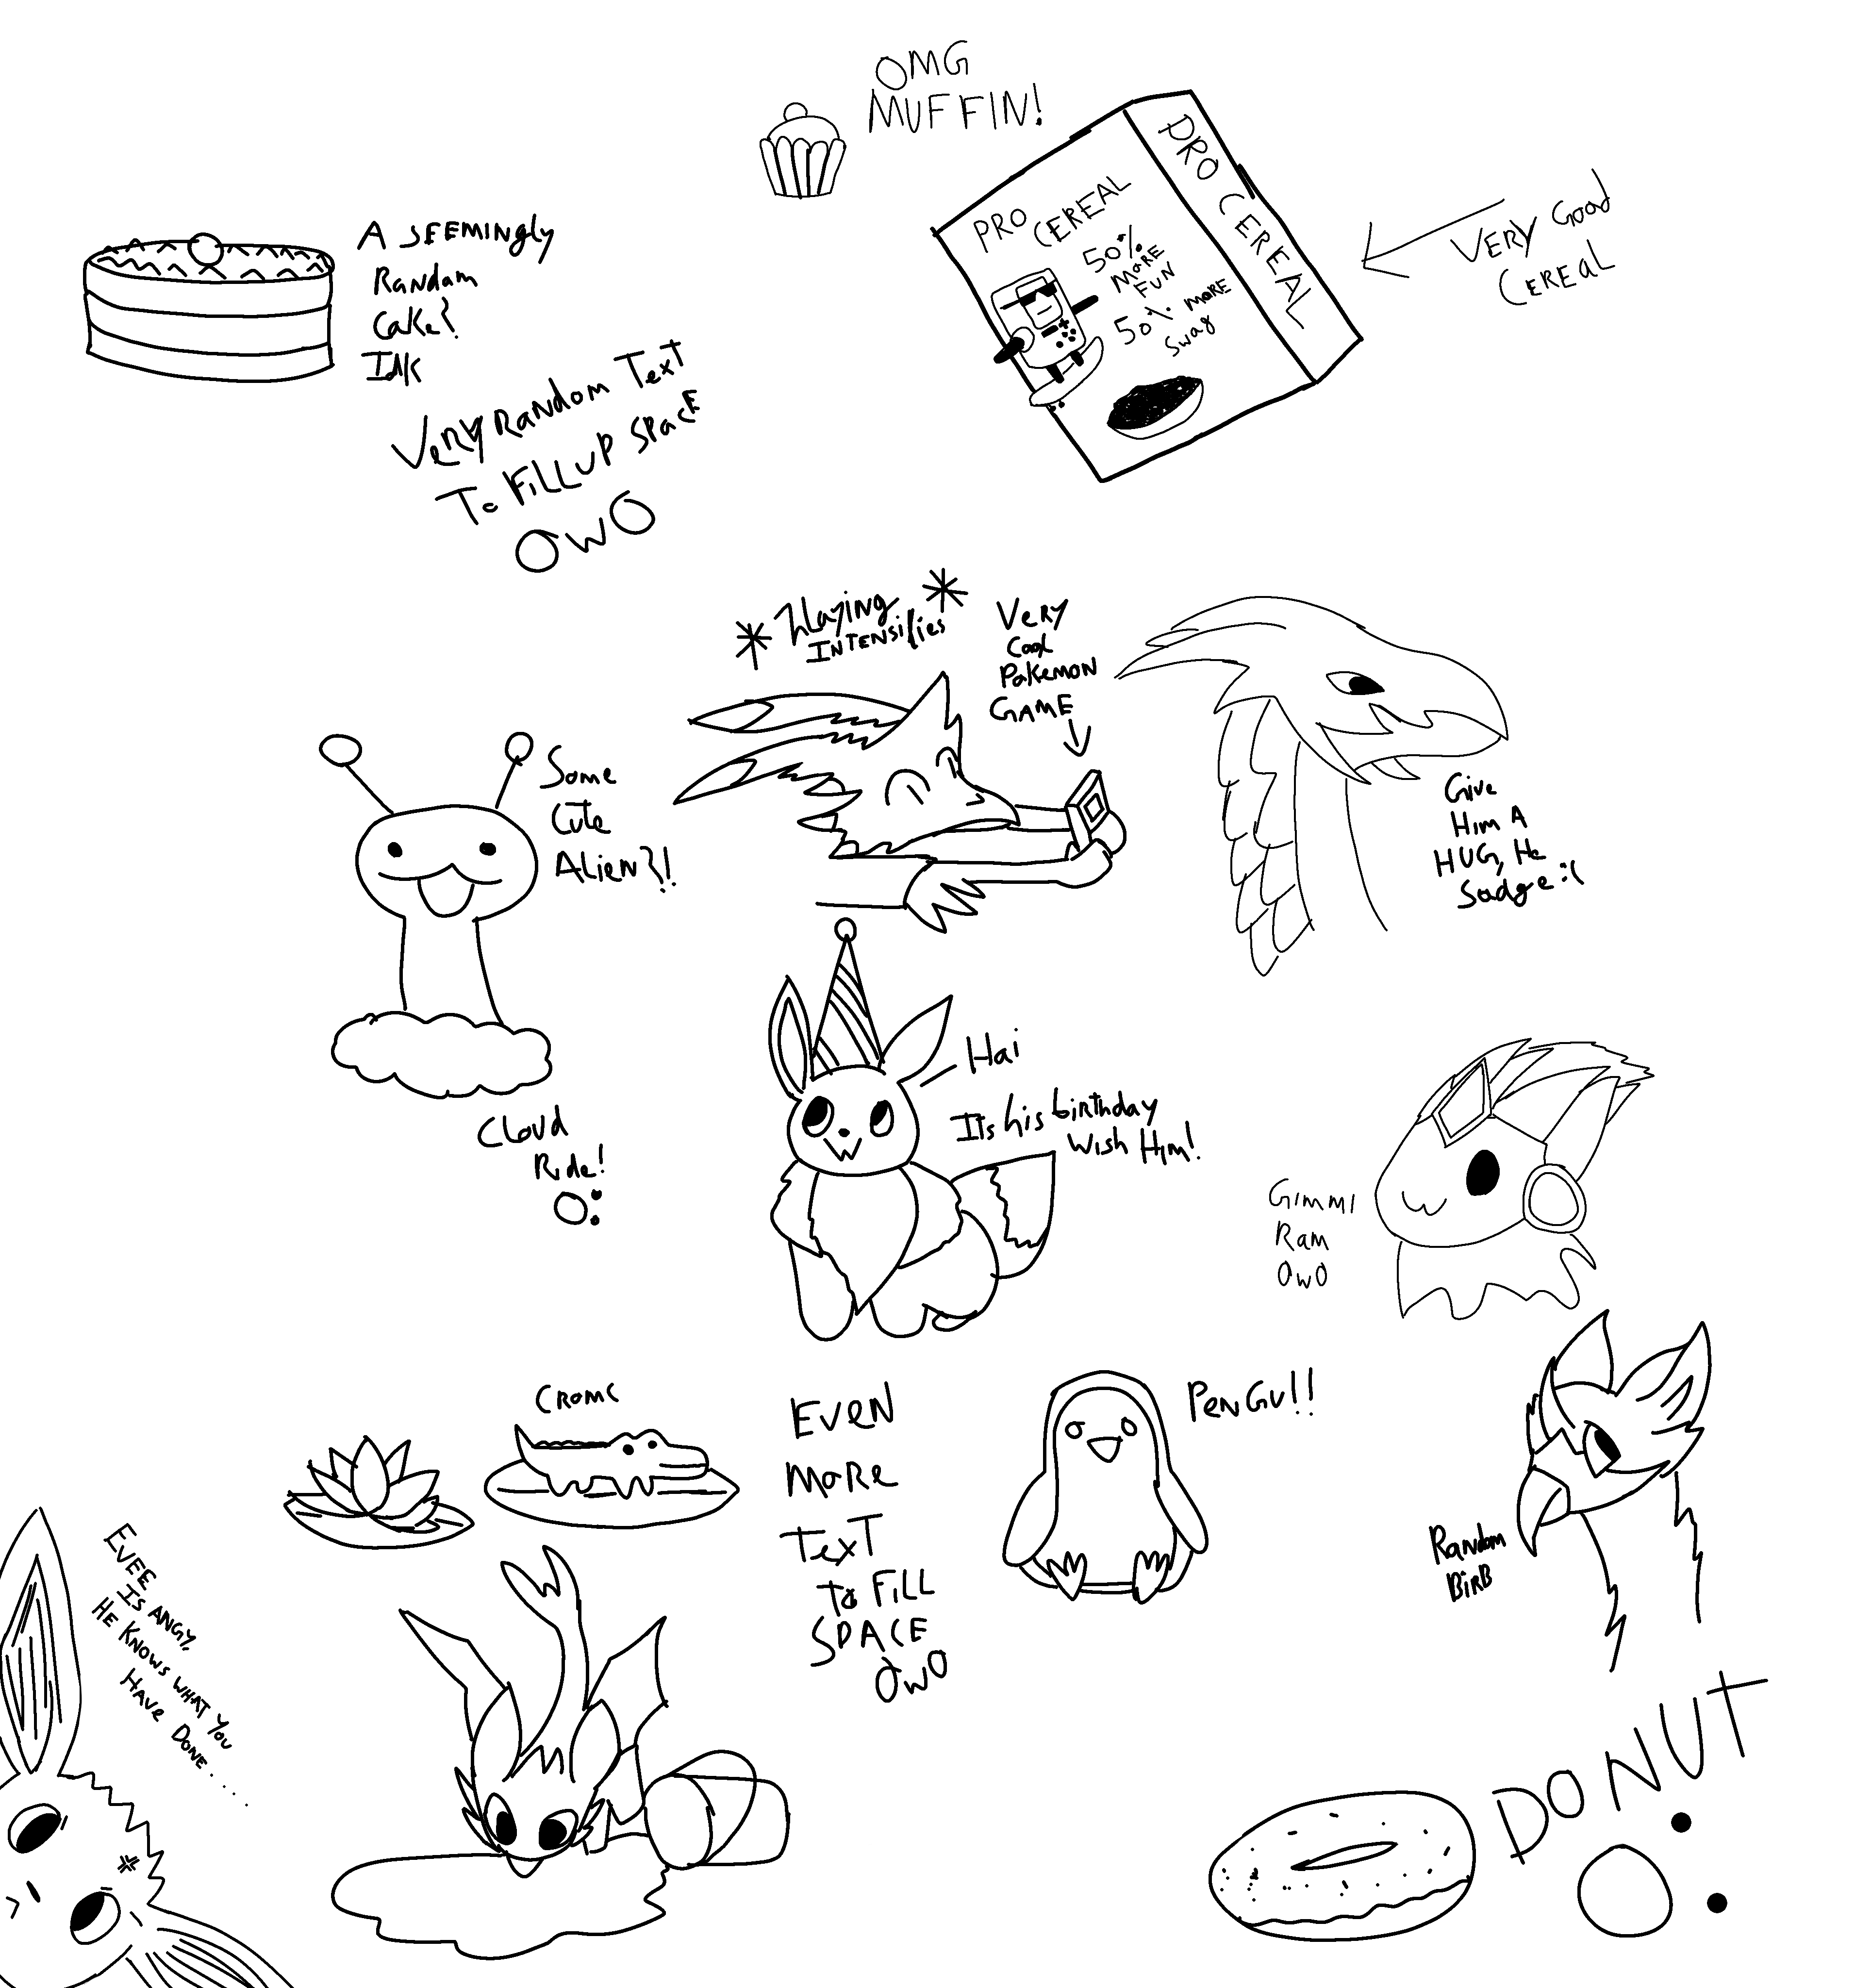 OMG
MUFFIN!
PRO CEREAL
50%
MORE
FUN
50% MORE
Swag
PRO CEREAL
VERY Good
CEREAL
A SEEMINGly
Random
Cake?
Idk
VeRy RandoM Text
To FiLL uP SPacE
OwO
INTENSifies
VeRy
Cool
PokeMON
GAME
Give
Him A
HUG, He
Sadge :(
Some
Cute
ALieN?!
CLoud
Ride!
O:
Hai
Its his birthday
Wish Him!
GimmI
Ram
OwO
CROMC
EveN
MoRe
TexT
to FiLL
SPACE
OwO
PeNGu!!
RaNdom
BiRB
EVEE
IS ANGY,
HE KNOWS WHAT YOU
HAVe DONE....
DONUT
O: